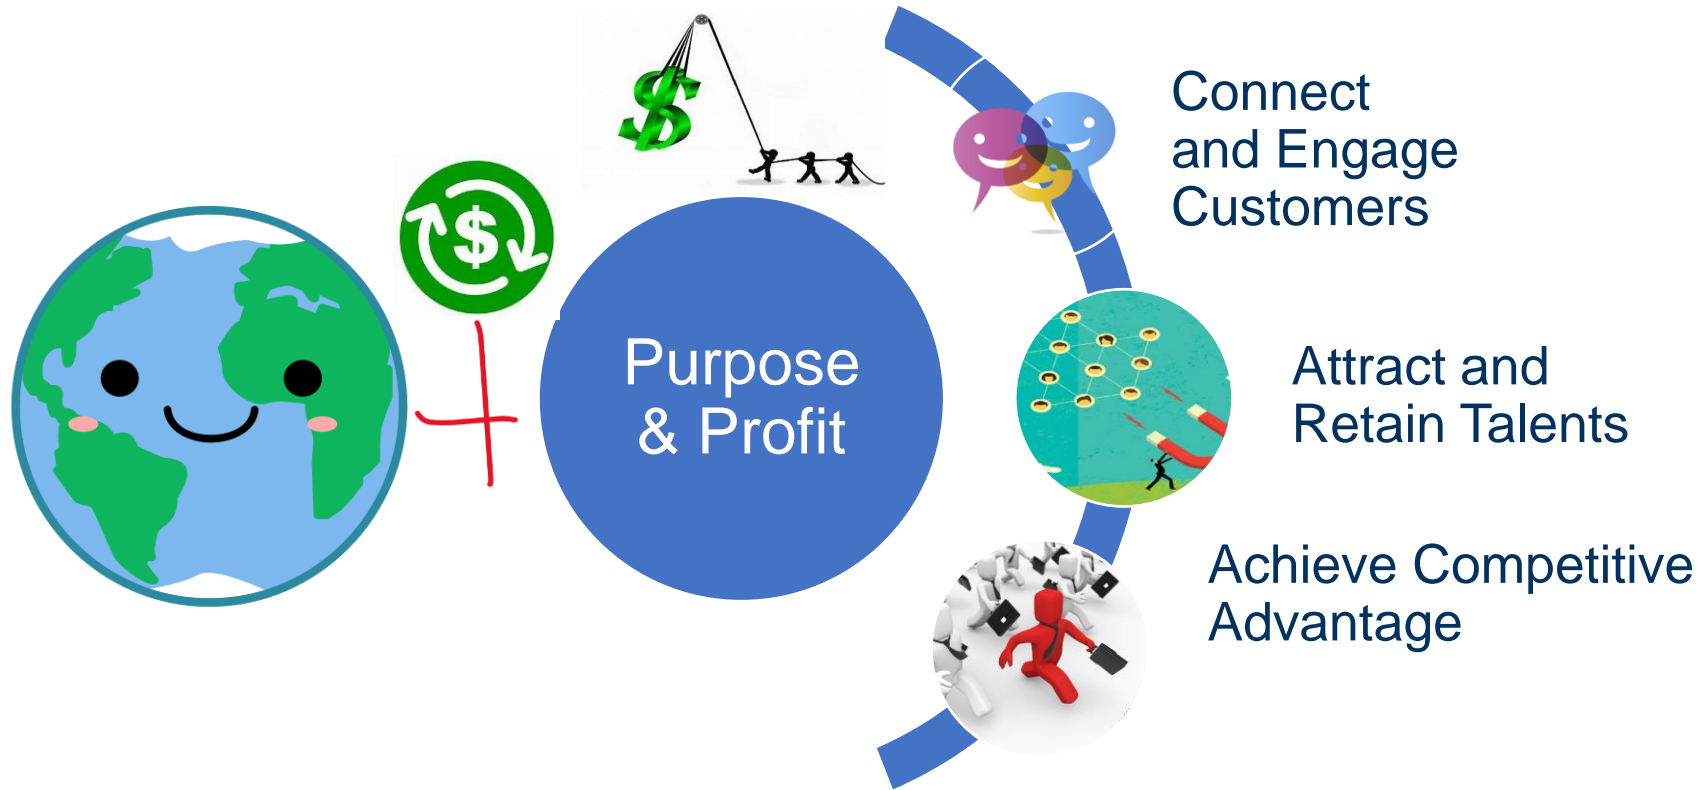 $
$
Purpose
& Profit
Connect
and Engage
Customers
Attract and
Retain Talents
Achieve Competitive
Advantage